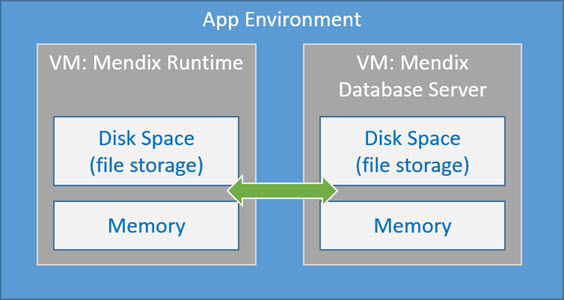 App Environment
VM: Mendix Runtime
Disk Space
(file storage)
Memory
VM: Mendix
Database Server
Disk Space
(file storage)
Memory